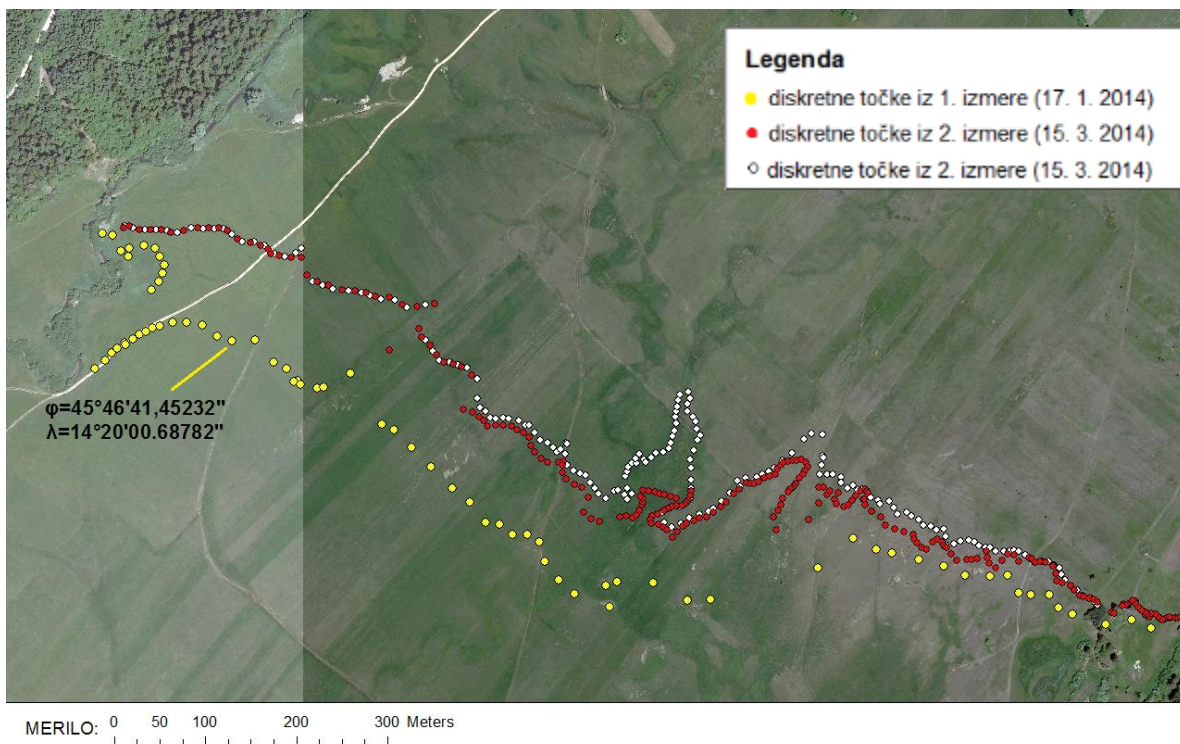 Legenda
diskretne točke iz 1. izmere (17. 1. 2014)
diskretne točke iz 2. izmere (15. 3. 2014)
diskretne točke iz 2. izmere (15. 3. 2014)
φ=45°46'41,45232"
λ=14°20'00.68782"
MERILO: 0 50 100 200 300 Meters